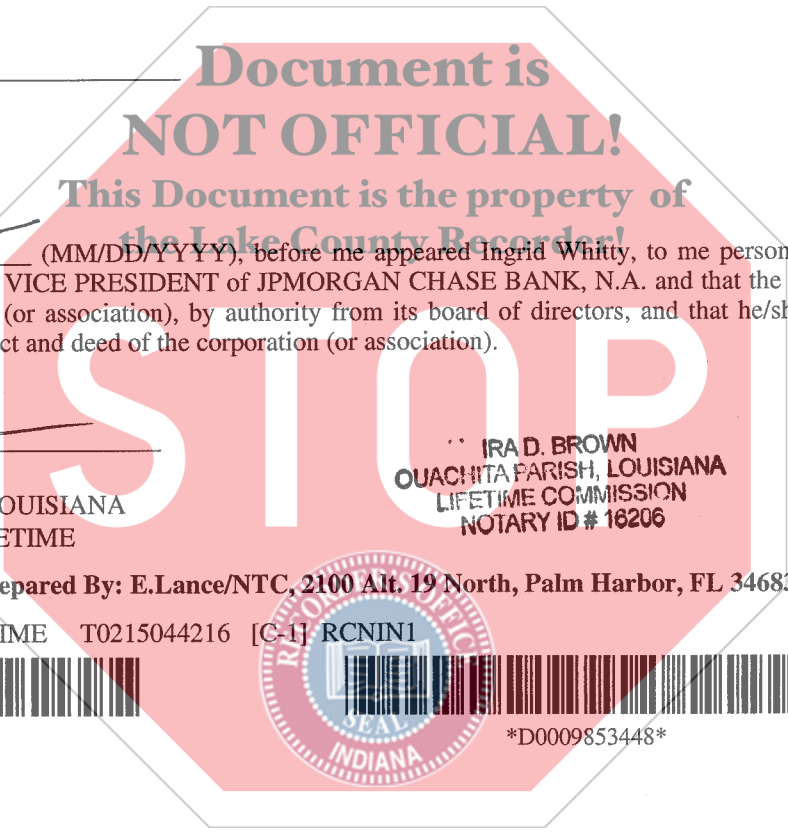 Document is
NOT OFFICIAL!
This Document is the property of
the Lake County Recorder!
(MM/DD/YYYY), before me appeared Ingrid Whitty, to me person
VICE PRESIDENT of JPMORGAN CHASE BANK, N.A. and that the
(or association), by authority from its board of directors, and that he/sh
ct and deed of the corporation (or association).
STOP
IRA D. BROWN
OUACHITA PARISH, LOUISIANA
LIFETIME COMMISSION
NOTARY ID # 16206
OUISIANA
ETIME
epared By: E.Lance/NTC, 2100 Alt. 19 North, Palm Harbor, FL 34683
IME T0215044216 [C-1] RCNIN1
RECORDER'S OFFICE
SEAL
INDIANA
*D0009853448*